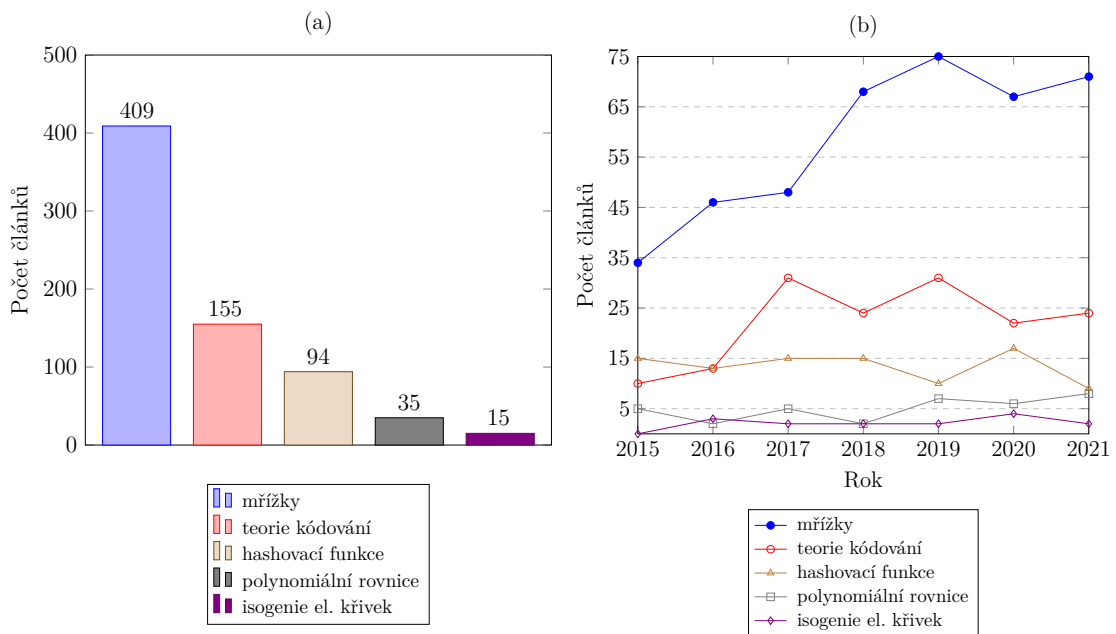 (a)
500
400
300
200
100
0
Počet článků
409
155
94
35
15
mřížky
teorie kódování
hashovací funkce
polynomiální rovnice
isogenie el. křivek
(b)
75
65
55
45
35
25
15
5
Počet článků
2015 2016 2017 2018 2019 2020 2021
Rok
mřížky
teorie kódování
hashovací funkce
polynomiální rovnice
isogenie el. křivek